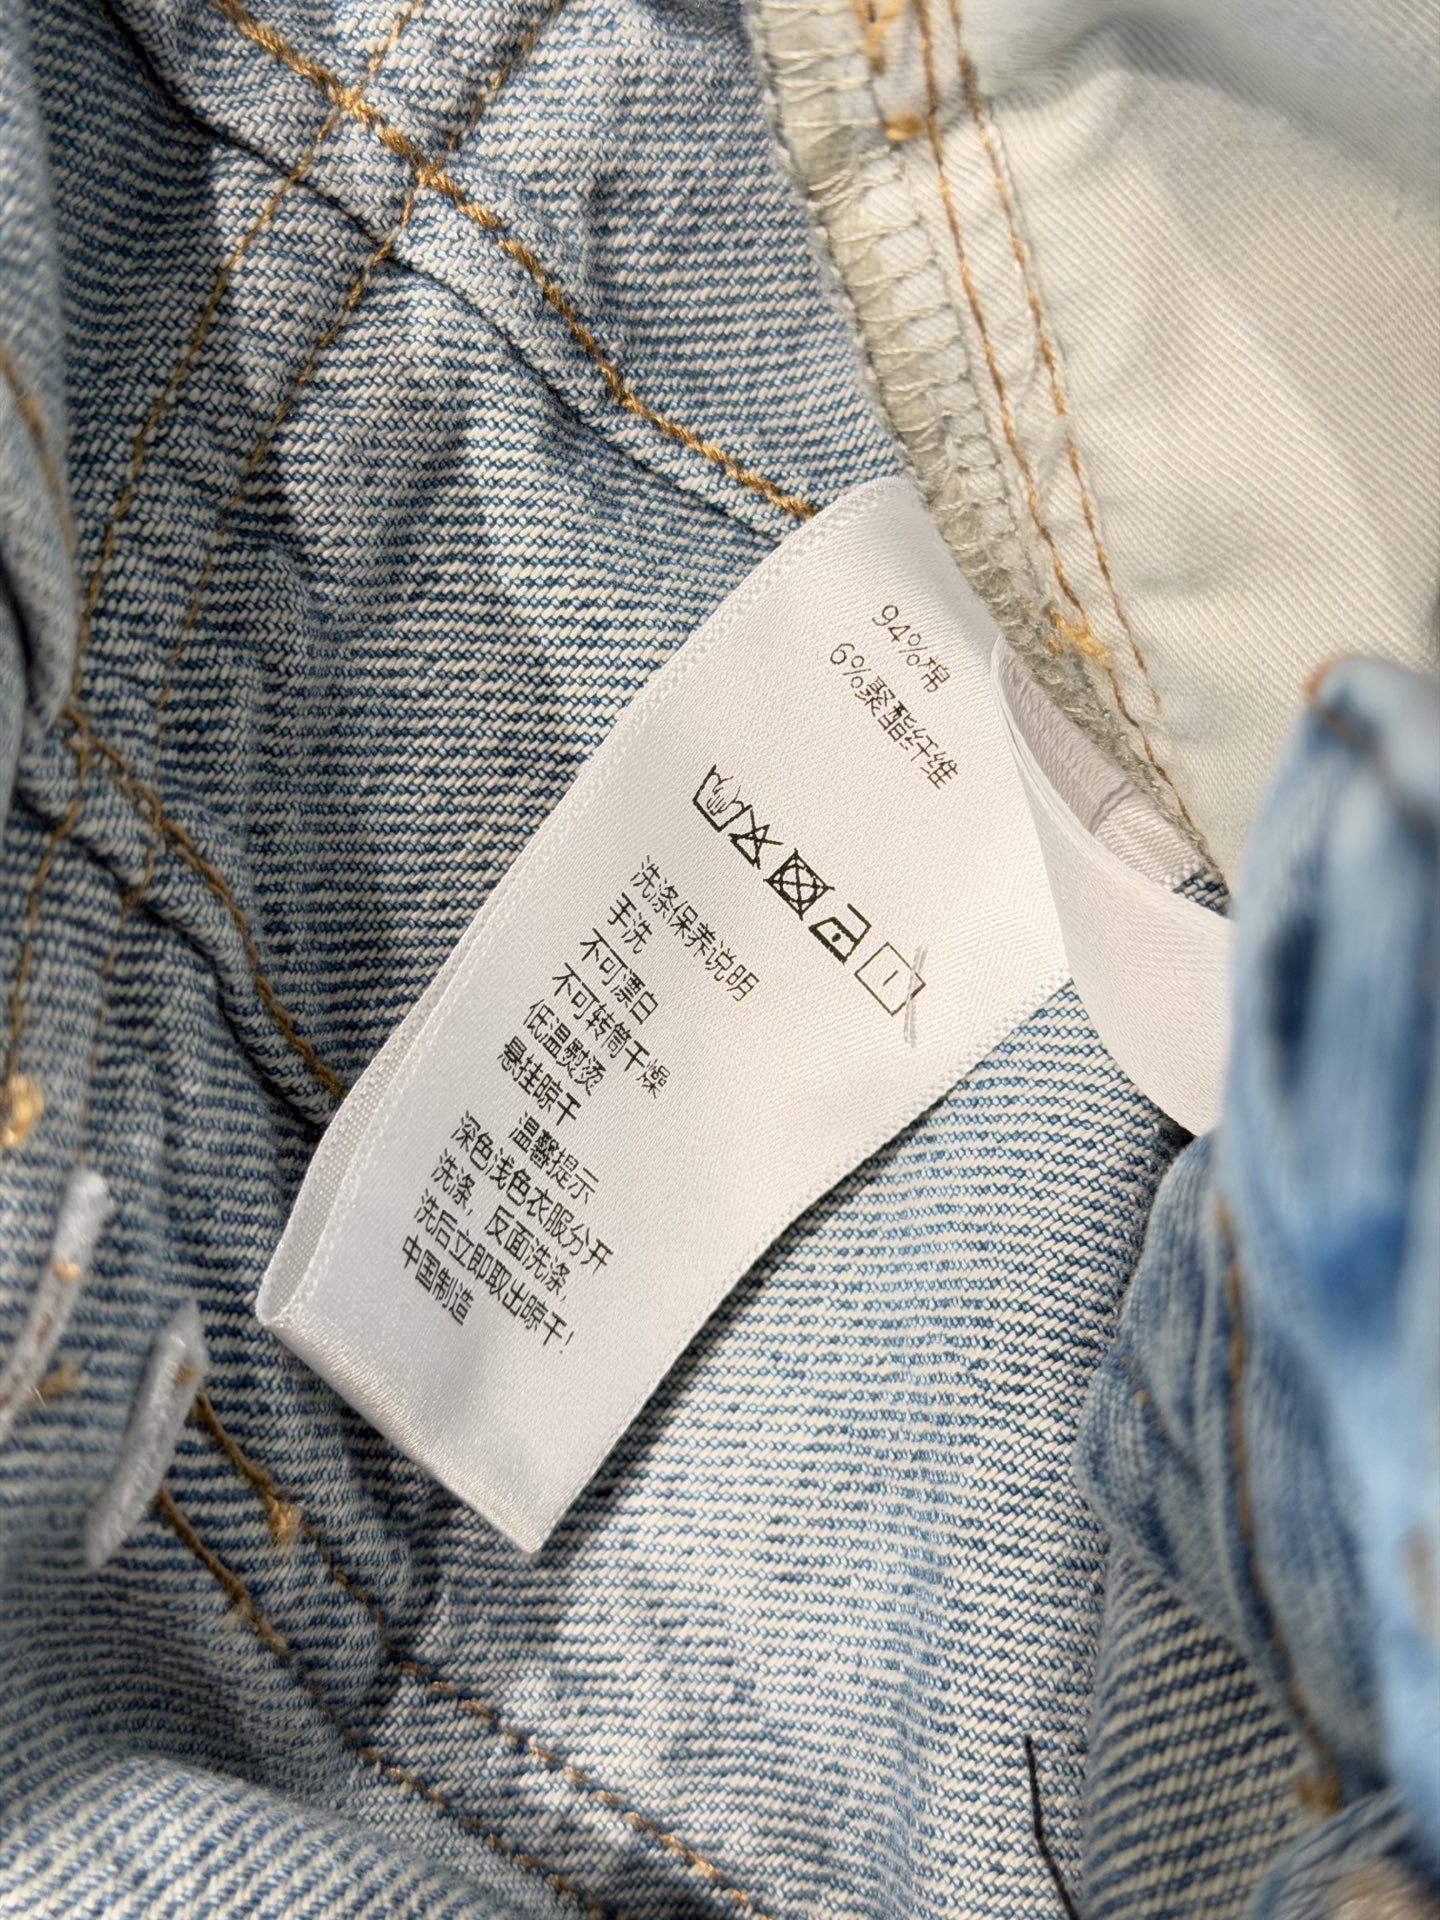 94%棉
6%聚酯纤维
洗涤保养说明
手洗
不可漂白
不可转筒干燥
低温熨烫
悬挂晾干
温馨提示
深色浅色衣服分开
洗涤，反面洗涤，
洗后立即取出晾干！
中国制造